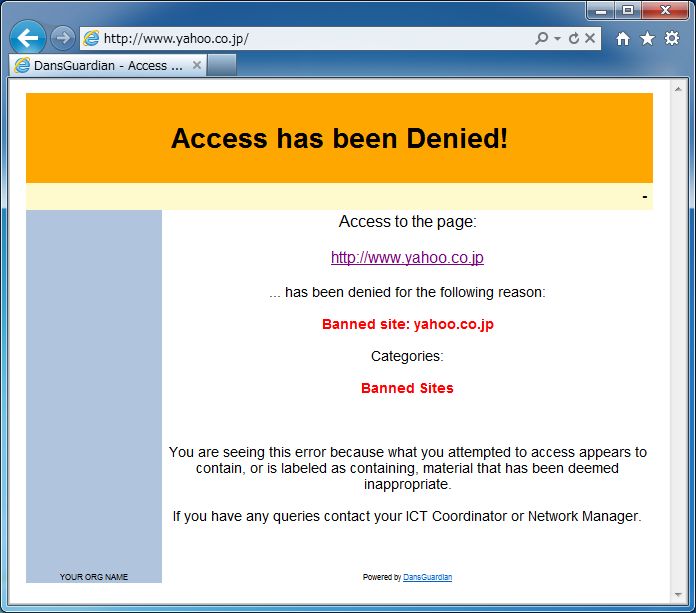 http://www.yahoo.co.jp/
DansGuardian - Access ...
Access has been Denied!
-
Access to the page:
http://www.yahoo.co.jp
... has been denied for the following reason:
Banned site: yahoo.co.jp
Categories:
Banned Sites
You are seeing this error because what you attempted to access appears to
contain, or is labeled as containing, material that has been deemed
inappropriate.
If you have any queries contact your ICT Coordinator or Network Manager.
YOUR ORG NAME
Powered by DansGuardian